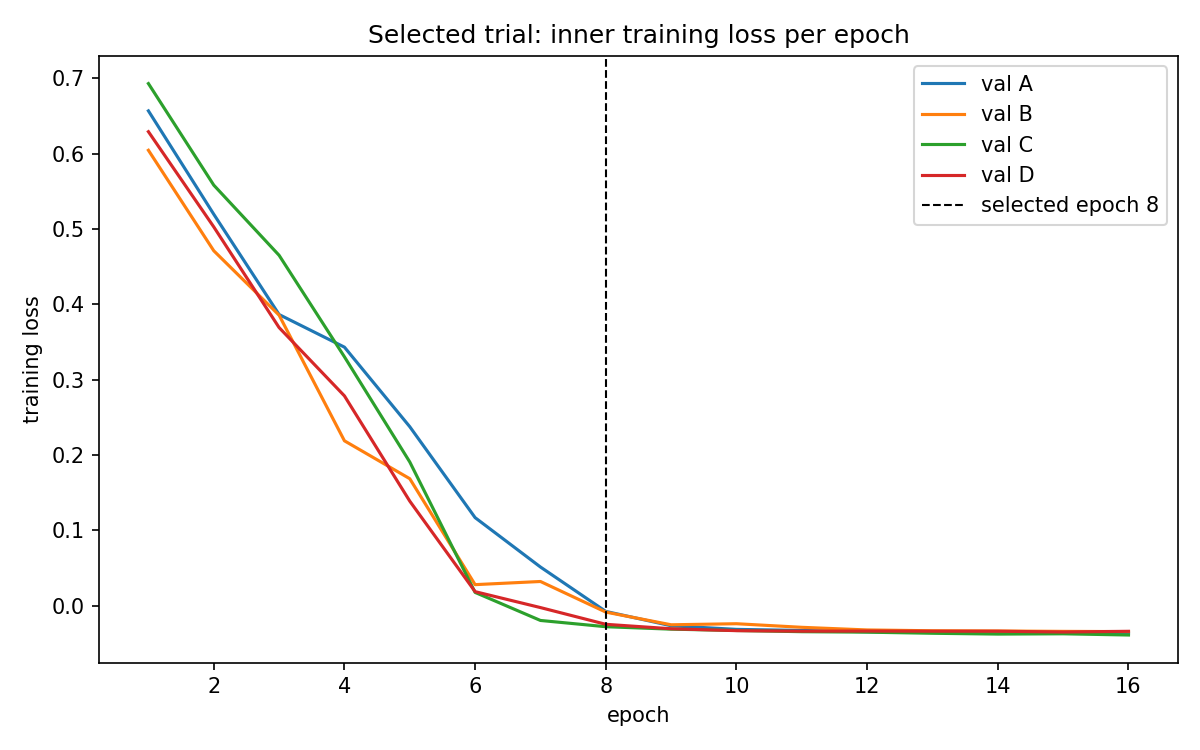 Selected trial: inner training loss per epoch
0.7
0.6
0.5
0.4
0.3
0.2
0.1
0.0
training loss
val A
val B
val C
val D
selected epoch 8
2 4 6 8 10 12 14 16
epoch